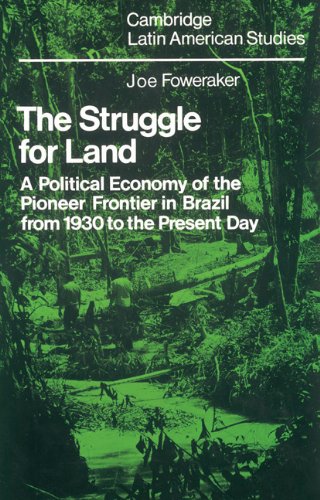 Cambridge
Latin American Studies
Joe Foweraker
The Struggle
for Land
A Political Economy of the
Pioneer Frontier in Brazil
from 1930 to the Present Day